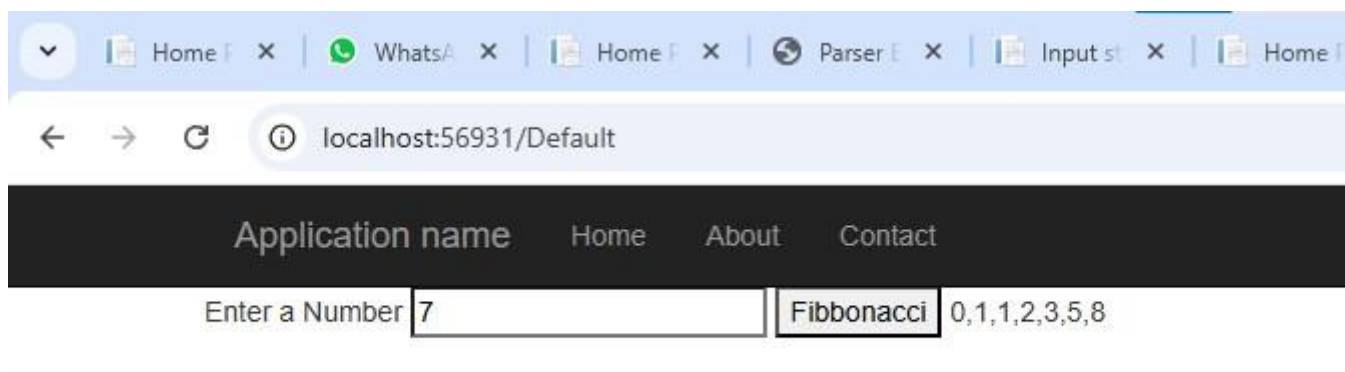 Home WhatsA Home Parser Input st Home
localhost:56931/Default
Application name Home About Contact
Enter a Number 7 Fibbonacci 0,1,1,2,3,5,8